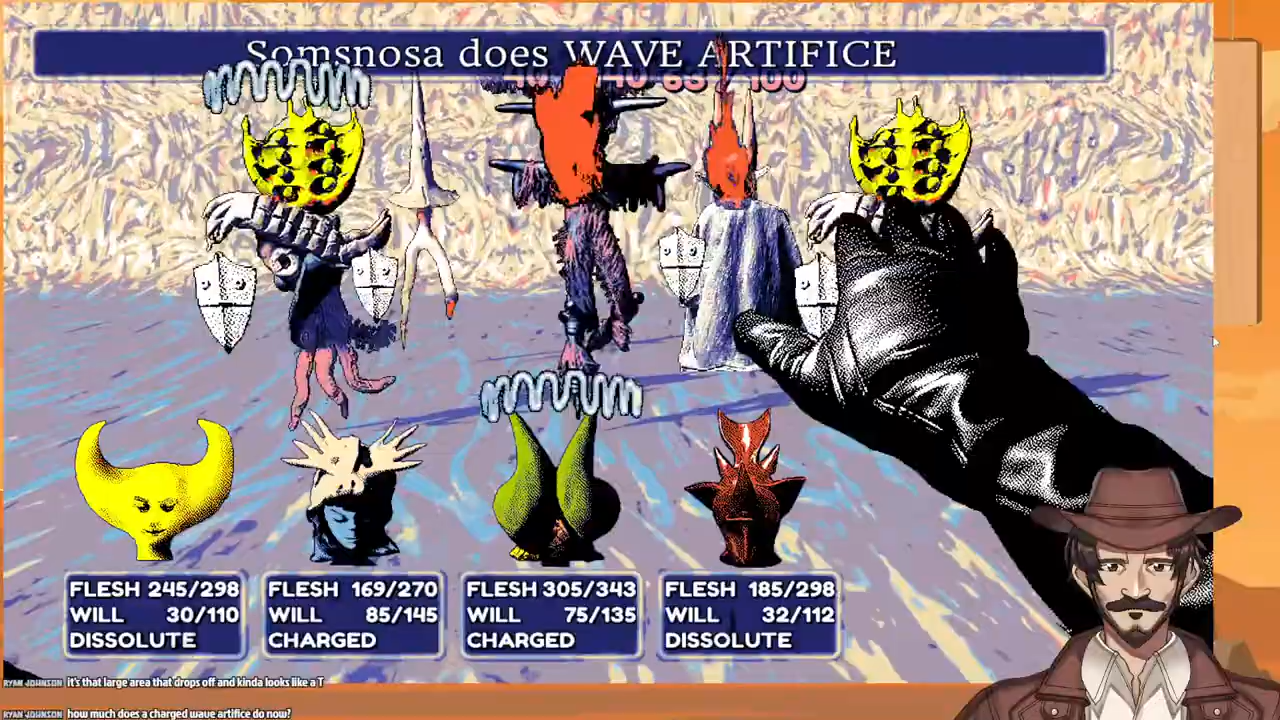 Somsnosa does WAVE ARTIFICE
FLESH 245/298
WILL 30/110
DISSOLUTE
FLESH 169/270
WILL 85/145
CHARGED
FLESH 305/343
WILL 75/135
CHARGED
FLESH 185/298
WILL 32/112
DISSOLUTE
RYAN JOHNSON it's that large area that drops off and kinda looks like a T
RYAN JOHNSON how much does a charged wave artifice do now?